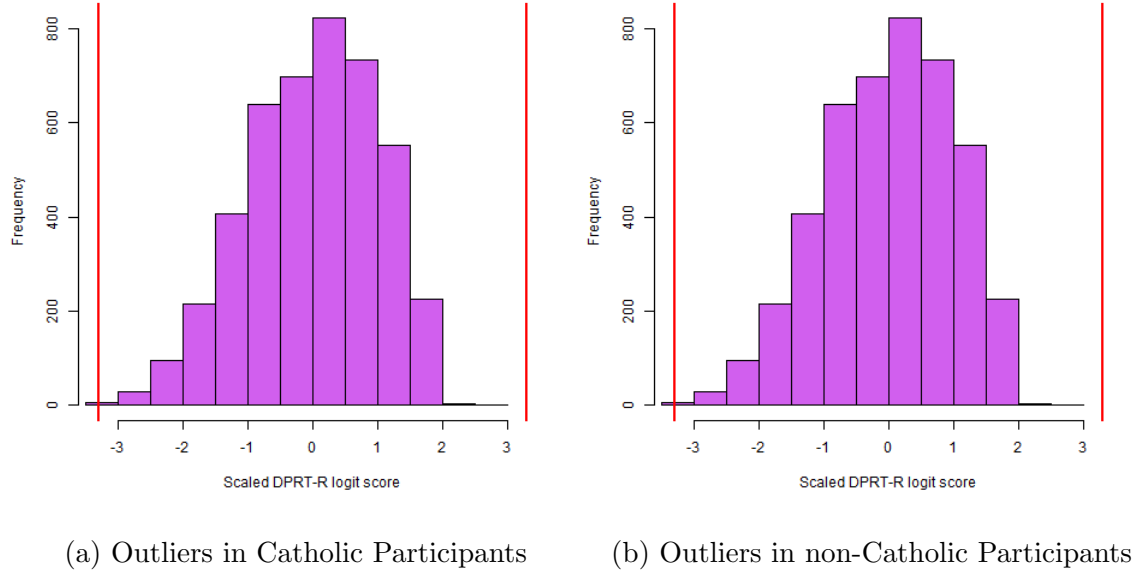 800
600
400
200
0
Frequency
-3 -2 -1 0 1 2 3
Scaled DPRT-R logit score
(a) Outliers in Catholic Participants
800
600
400
200
0
Frequency
-3 -2 -1 0 1 2 3
Scaled DPRT-R logit score
(b) Outliers in non-Catholic Participants